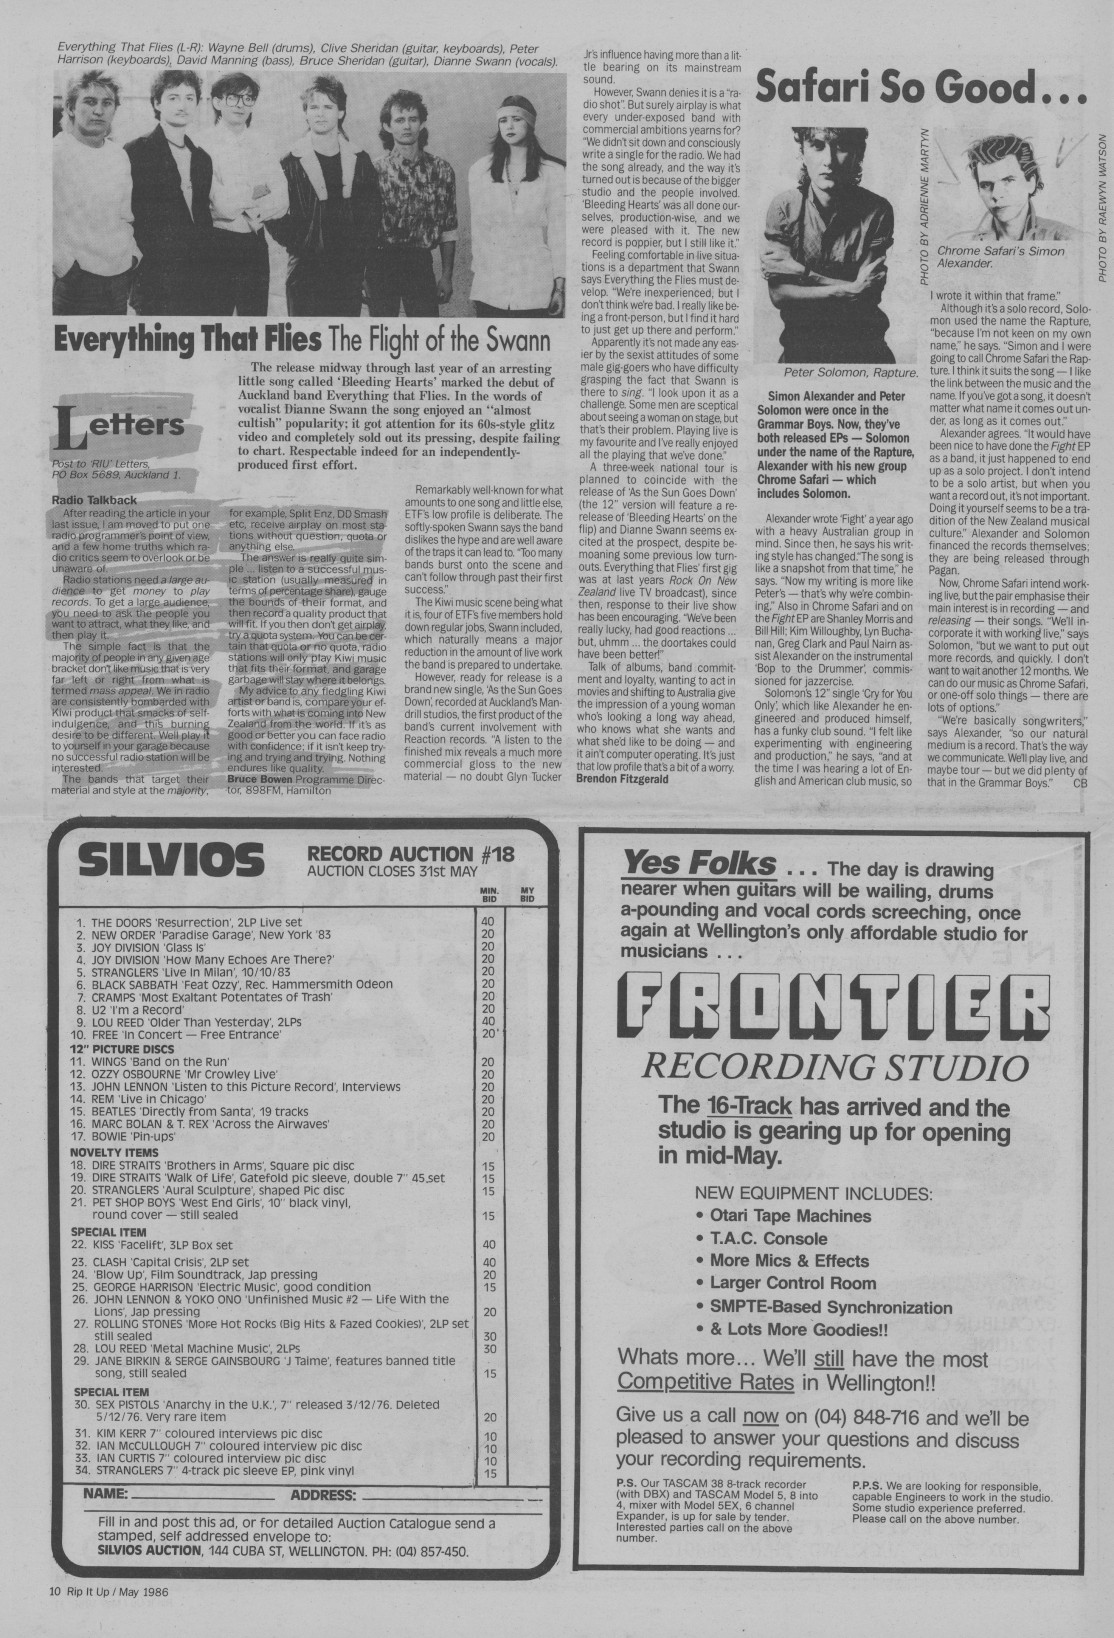 Everything That Flies (L-R): Wayne Bell (drums), Clive Sheridan (guitar, keyboards), Peter
Harrison (keyboards), David Manning (bass), Bruce Sheridan (guitar), Dianne Swann (vocals).
Everything That Flies The Flight of the Swann
The release midway through last year of an arresting
little song called ‘Bleeding Hearts’ marked the debut of
Auckland band Everything that Flies. In the words of
vocalist Dianne Swann the song enjoyed an “almost
cultish” popularity; it got attention for its 60s-style glitz
video and completely sold out its pressing, despite failing
to chart. Respectable indeed for an independently-
produced first effort.
Remarkably well-known for what
amounts to one song and little else,
ETF's low profile is deliberate. The
softly-spoken Swann says the band
dislikes the hype and are well aware
of the traps it can lead to. “Too many
bands burst onto the scene and
can't follow through past their first
success.”
The Kiwi music scene being what
it is, four of ETF's five members hold
down regular jobs, Swann included,
which naturally means a major
reduction in the amount of live work
the band is prepared to undertake.
However, ready for release is a
brand new single, ‘As the Sun Goes
Down’, recorded at Auckland's Man-
drill studios, the first product of the
band's current involvement with
Reaction records. “A listen to the
finished mix reveals a much more
commercial gloss to the new
material — no doubt Glyn Tucker
Jr's influence having more than a lit-
tle bearing on its mainstream
sound.
However, Swann denies it is a “ra-
dio shot”. But surely airplay is what
every under-exposed band with
commercial ambitions yearns for?
“We didn't sit down and consciously
write a single for the radio. We had
the song already, and the way it's
turned out is because of the bigger
studio and the people involved.
‘Bleeding Hearts’ was all done our-
selves, production-wise, and we
were pleased with it. The new
record is poppier, but I still like it.”
Feeling comfortable in live situa-
tions is a department that Swann
says Everything the Flies must de-
velop. “We're inexperienced, but I
don't think we're bad. I really like be-
ing a front-person, but I find it hard
to just get up there and perform.”
Apparently it's not made any eas-
ier by the sexist attitudes of some
male gig-goers who have difficulty
grasping the fact that Swann is
there to sing. “I look upon it as a
challenge. Some men are sceptical
about seeing a woman on stage, but
that's their problem. Playing live is
my favourite and I've really enjoyed
all the playing that we've done.”
A three-week national tour is
planned to coincide with the
release of ‘As the Sun Goes Down’
(the 12” version will feature a re-
release of ‘Bleeding Hearts’ on the
flip) and Dianne Swann seems ex-
cited at the prospect, despite be-
moaning some previous low turn-
outs. Everything that Flies' first gig
was at last years Rock On New
Zealand live TV broadcast), since
then, response to their live show
has been encouraging. “We've been
really lucky, had good reactions ...
but, uhmm ... the doortakes could
have been better!”
Talk of albums, band commit-
ment and loyalty, wanting to act in
movies and shifting to Australia give
the impression of a young woman
who's looking a long way ahead,
who knows what she wants and
what she'd like to be doing — and
it ain't computer operating. It's just
that low profile that's a bit of a worry.
Brendon Fitzgerald
Letters
Post to ‘RIU’ Letters,
PO Box 5689, Auckland 1.
Radio Talkback
After reading the article in your
last issue, I am moved to put one
radio programmer's point of view,
and a few home truths which ra-
dio critics seem to overlook or be
unaware of.
Radio stations need a large au-
dience to get money to play
records. To get a large audience,
you need to ask the people you
want to attract, what they like, and
then play it.
The simple fact is that the
majority of people in any given age
bracket don't like music that is very
far left or right from what is
termed mass appeal. We in radio
are consistently bombarded with
Kiwi product that smacks of self-
indulgence, and this burning
desire to be different. Well play it
to yourself in your garage because
no successful radio station will be
interested.
The bands that target their
material and style at the majority,
for example, Split Enz, DD Smash
etc, receive airplay on most sta-
tions without question, quota or
anything else.
The answer is really quite sim-
ple ... listen to a successful mus-
ic station (usually measured in
terms of percentage share), gauge
the bounds of their format, and
then record a quality product that
will fit. If you then don't get airplay,
try a quota system. You can be cer-
tain that quota or no quota, radio
stations will only play Kiwi music
that fits their format, and garage
garbage will stay where it belongs.
My advice to any fledgling Kiwi
artist or band is, compare your ef-
forts with what is coming into New
Zealand from the world. If it's as
good or better you can face radio
with confidence; if it isn't keep try-
ing and trying and trying. Nothing
endures like quality.
Bruce Bowen Programme Direc-
tor, 898FM, Hamilton
Safari So Good...
PHOTO BY ADRIENNE MARTYN
PHOTO BY RAEWYN WATSON
Peter Solomon, Rapture.
Chrome Safari's Simon
Alexander.
Simon Alexander and Peter
Solomon were once in the
Grammar Boys. Now, they've
both released EPs — Solomon
under the name of the Rapture,
Alexander with his new group
Chrome Safari — which
includes Solomon.
Alexander wrote ‘Fight’ a year ago
with a heavy Australian group in
mind. Since then, he says his writ-
ing style has changed. “The song is
like a snapshot from that time,” he
says. “Now my writing is more like
Peter's — that's why we're combin-
ing.” Also in Chrome Safari and on
the Fight EP are Shanley Morris and
Bill Hill; Kim Willoughby, Lyn Bucha-
nan, Greg Clark and Paul Nairn as-
sist Alexander on the instrumental
‘Bop to the Drummer’, commis-
sioned for jazzercise.
Solomon's 12” single ‘Cry for You
Only’, which like Alexander he en-
gineered and produced himself,
has a funky club sound. “I felt like
experimenting with engineering
and production,” he says, “and at
the time I was hearing a lot of En-
glish and American club music, so
I wrote it within that frame.”
Although it's a solo record, Solo-
mon used the name the Rapture,
“because I'm not keen on my own
name,” he says. “Simon and I were
going to call Chrome Safari the Rap-
ture. I think it suits the song — I like
the link between the music and the
name. If you've got a song, it doesn't
matter what name it comes out un-
der, as long as it comes out.”
Alexander agrees. “It would have
been nice to have done the Fight EP
as a band, it just happened to end
up as a solo project. I don't intend
to be a solo artist, but when you
want a record out, it's not important.
Doing it yourself seems to be a tra-
dition of the New Zealand musical
culture.” Alexander and Solomon
financed the records themselves;
they are being released through
Pagan.
Now, Chrome Safari intend work-
ing live, but the pair emphasise their
main interest is in recording — and
releasing — their songs. “We'll in-
corporate it with working live,” says
Solomon, “but we want to put out
more records, and quickly. I don't
want to wait another 12 months. We
can do our music as Chrome Safari,
or one-off solo things — there are
lots of options.”
“We're basically songwriters,”
says Alexander, “so our natural
medium is a record. That's the way
we communicate. We'll play live, and
maybe tour — but we did plenty of
that in the Grammar Boys.” CB
SILVIOS RECORD AUCTION #18
AUCTION CLOSES 31st MAY
MIN. BID MY BID
1. THE DOORS ‘Resurrection’, 2LP Live set 40
2. NEW ORDER ‘Paradise Garage’, New York ‘83 20
3. JOY DIVISION ‘Glass Is’ 20
4. JOY DIVISION ‘How Many Echoes Are There?’ 20
5. STRANGLERS ‘Live In Milan’, 10/10/83 20
6. BLACK SABBATH ‘Feat Ozzy’, Rec. Hammersmith Odeon 20
7. CRAMPS ‘Most Exaltant Potentates of Trash’ 20
8. U2 ‘I'm a Record’ 20
9. LOU REED ‘Older Than Yesterday’, 2LPs 40
10. FREE ‘In Concert — Free Entrance’ 20
12” PICTURE DISCS
11. WINGS ‘Band on the Run’ 20
12. OZZY OSBOURNE ‘Mr Crowley Live’ 20
13. JOHN LENNON ‘Listen to this Picture Record’, Interviews 20
14. REM ‘Live in Chicago’ 20
15. BEATLES ‘Directly from Santa’, 19 tracks 20
16. MARC BOLAN & T. REX ‘Across the Airwaves’ 20
17. BOWIE ‘Pin-ups’ 20
NOVELTY ITEMS
18. DIRE STRAITS ‘Brothers in Arms’, Square pic disc 15
19. DIRE STRAITS ‘Walk of Life’, Gatefold pic sleeve, double 7” 45,set 15
20. STRANGLERS ‘Aural Sculpture’, shaped Pic disc 15
21. PET SHOP BOYS ‘West End Girls’, 10” black vinyl,
round cover — still sealed 15
SPECIAL ITEM
22. KISS ‘Facelift’, 3LP Box set 40
23. CLASH ‘Capital Crisis’, 2LP set 40
24. ‘Blow Up’, Film Soundtrack, Jap pressing 20
25. GEORGE HARRISON ‘Electric Music’, good condition 15
26. JOHN LENNON & YOKO ONO ‘Unfinished Music #2 — Life With the
Lions’, Jap pressing 20
27. ROLLING STONES ‘More Hot Rocks (Big Hits & Fazed Cookies)’, 2LP set
still sealed 30
28. LOU REED ‘Metal Machine Music’, 2LPs 30
29. JANE BIRKIN & SERGE GAINSBOURG ‘J Taime’, features banned title
song, still sealed 15
SPECIAL ITEM
30. SEX PISTOLS ‘Anarchy in the U.K.’, 7” released 3/12/76. Deleted
5/12/76. Very rare item 20
31. KIM KERR 7” coloured interviews pic disc 10
32. IAN McCULLOUGH 7” coloured interview pic disc 10
33. IAN CURTIS 7” coloured interview pic disc 10
34. STRANGLERS 7” 4-track pic sleeve EP, pink vinyl 15
NAME: ADDRESS:
Fill in and post this ad, or for detailed Auction Catalogue send a
stamped, self addressed envelope to:
SILVIOS AUCTION, 144 CUBA ST, WELLINGTON. PH: (04) 857-450.
Yes Folks ... The day is drawing
nearer when guitars will be wailing, drums
a-pounding and vocal cords screeching, once
again at Wellington's only affordable studio for
musicians ...
FRONTIER
RECORDING STUDIO
The 16-Track has arrived and the
studio is gearing up for opening
in mid-May.
NEW EQUIPMENT INCLUDES:
• Otari Tape Machines
• T.A.C. Console
• More Mics & Effects
• Larger Control Room
• SMPTE-Based Synchronization
• & Lots More Goodies!!
Whats more... We'll still have the most
Competitive Rates in Wellington!!
Give us a call now on (04) 848-716 and we'll be
pleased to answer your questions and discuss
your recording requirements.
P.S. Our TASCAM 38 8-track recorder
(with DBX) and TASCAM Model 5, 8 into
4, mixer with Model 5EX, 6 channel
Expander, is up for sale by tender.
Interested parties call on the above
number.
P.P.S. We are looking for responsible,
capable Engineers to work in the studio.
Some studio experience preferred.
Please call on the above number.
10 Rip It Up / May 1986